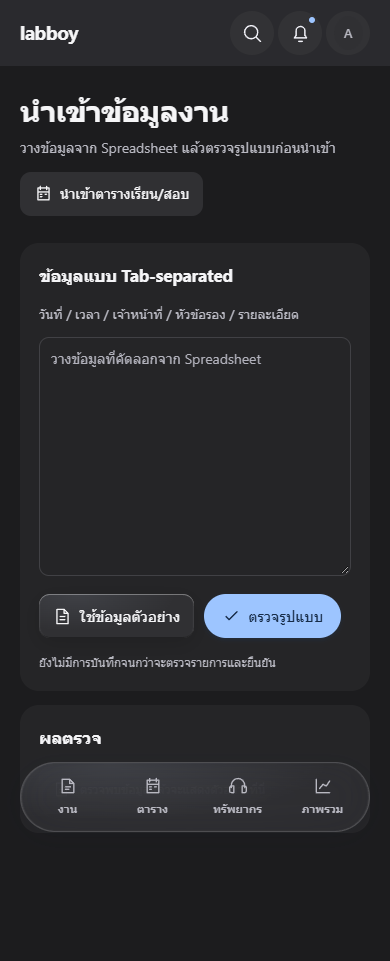 labboy
A
นำเข้าข้อมูลงาน
วางข้อมูลจาก Spreadsheet แล้วตรวจรูปแบบก่อนนำเข้า
นำเข้าตารางเรียน/สอบ
ข้อมูลแบบ Tab-separated
วันที่ / เวลา / เจ้าหน้าที่ / หัวข้อรอง / รายละเอียด
วางข้อมูลที่คัดลอกจาก Spreadsheet
ใช้ข้อมูลตัวอย่าง
ตรวจรูปแบบ
ยังไม่มีการบันทึกจนกว่าจะตรวจรายการและยืนยัน
ผลตรวจ
งาน
ตาราง
ทรัพยากร
ภาพรวม